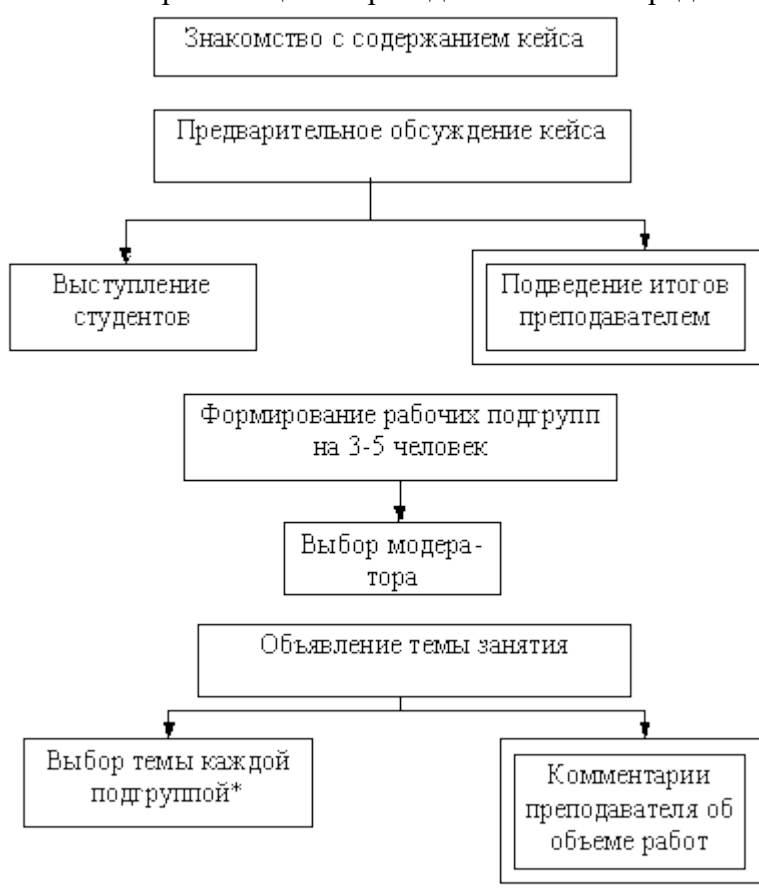 Знакомство с содержанием кейса
Предварительное обсуждение кейса
Выступление
студентов
Подведение итогов
преподавателем
Формирование рабочих подгрупп
на 3-5 человек
Выбор модера-
тора
Объявление темы занятия
Выбор темы каждой
подгруппой*
Комментарии
преподавателя об
объеме работ